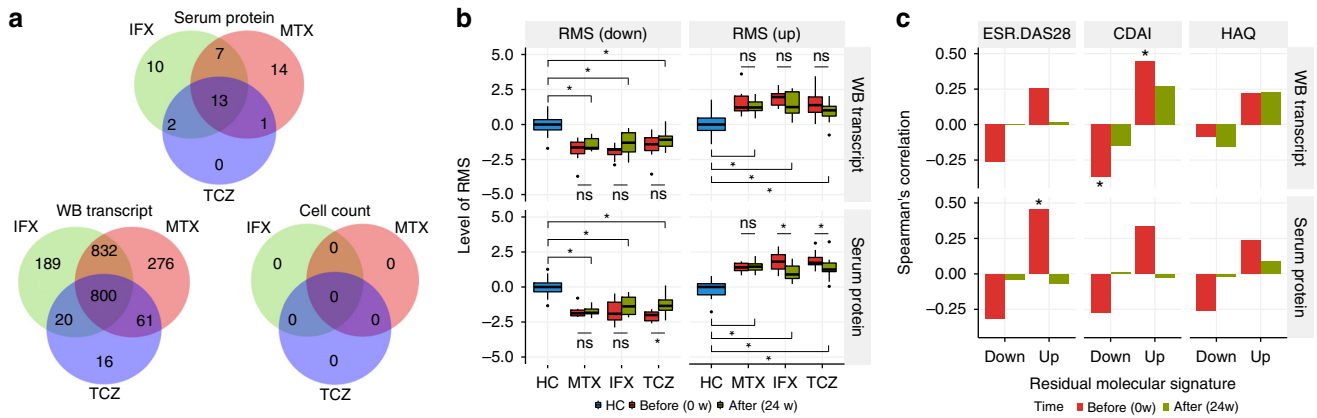 a
Serum protein
IFX
MTX
10
7
14
13
2
1
0
TCZ
WB transcript
IFX
MTX
189
832
276
800
20
61
16
TCZ
Cell count
IFX
MTX
0
0
0
0
0
0
0
TCZ
b
RMS (down)
RMS (up)
Level of RMS
5.0
2.5
0.0
−2.5
−5.0
*
*
*
ns
ns
ns
ns
ns
ns
*
*
*
WB transcript
5.0
2.5
0.0
−2.5
−5.0
*
*
*
ns
ns
*
ns
*
*
*
*
*
Serum protein
HC
MTX
IFX
TCZ
HC
MTX
IFX
TCZ
HC
Before (0 w)
After (24 w)
c
ESR.DAS28
CDAI
HAQ
Spearman's correlation
0.50
0.25
0.00
−0.25
*
*
WB transcript
0.50
0.25
0.00
−0.25
*
Serum protein
Down
Up
Down
Up
Down
Up
Residual molecular signature
Time
Before (0w)
After (24w)